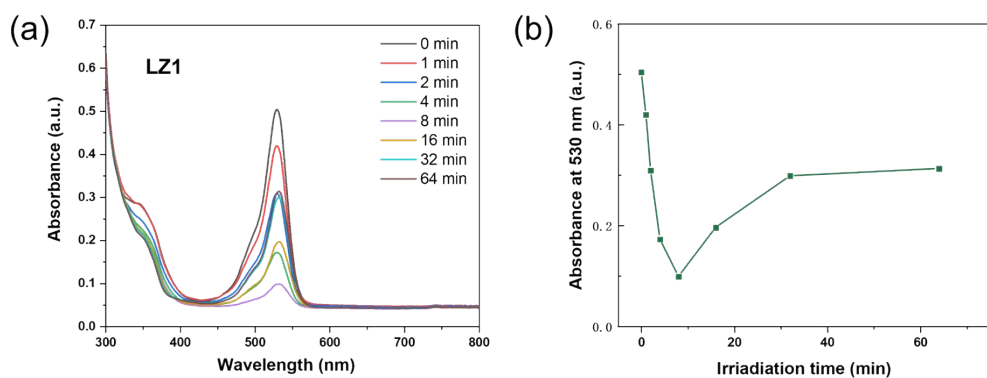 (a)
LZ1
0 min
1 min
2 min
4 min
8 min
16 min
32 min
64 min
0.7
0.6
0.5
0.4
0.3
0.2
0.1
0.0
Absorbance (a.u.)
300 400 500 600 700 800
Wavelength (nm)
(b)
0.6
0.4
0.2
0.0
Absorbance at 530 nm (a.u.)
0 20 40 60
Irriadiation time (min)